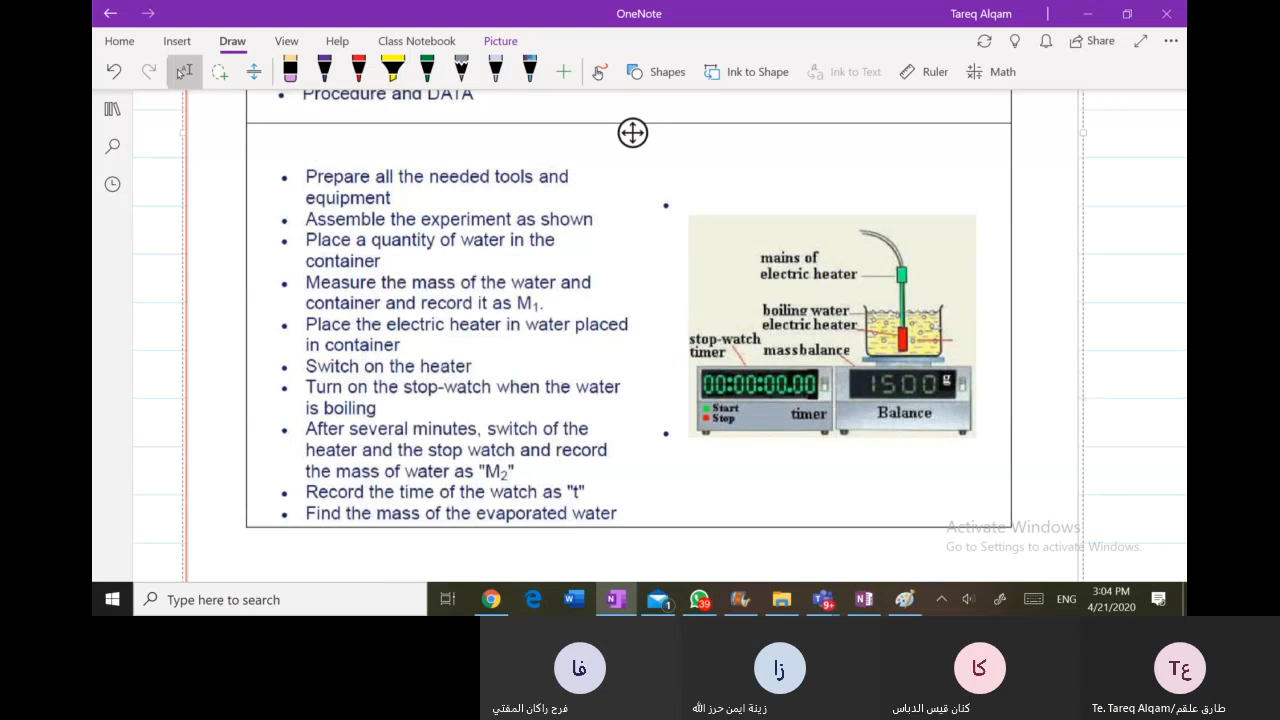 OneNote
Tareq Alqam
Home Insert Draw View Help Class Notebook Picture
Share
Shapes Ink to Shape Ink to Text Ruler Math
Procedure and DATA
Prepare all the needed tools and
equipment
Assemble the experiment as shown
Place a quantity of water in the
container
Measure the mass of the water and
container and record it as M1.
Place the electric heater in water placed
in container
Switch on the heater
Turn on the stop-watch when the water
is boiling
After several minutes, switch of the
heater and the stop watch and record
the mass of water as "M2"
Record the time of the watch as "t"
Find the mass of the evaporated water
mains of
electric heater
boiling water
electric heater
stop-watch
timer
massbalance
00:00:00.00
1500 g
Start
Stop
timer
Balance
Activate Windows
Go to Settings to activate Windows.
Type here to search
1
39
9+
ENG
3:04 PM
4/21/2020
فا
زا
كا
Tع
فرح راكان المفتي
زينة ايمن حرز الله
كنان قيس الدباس
Te. Tareq Alqam/طارق علقم